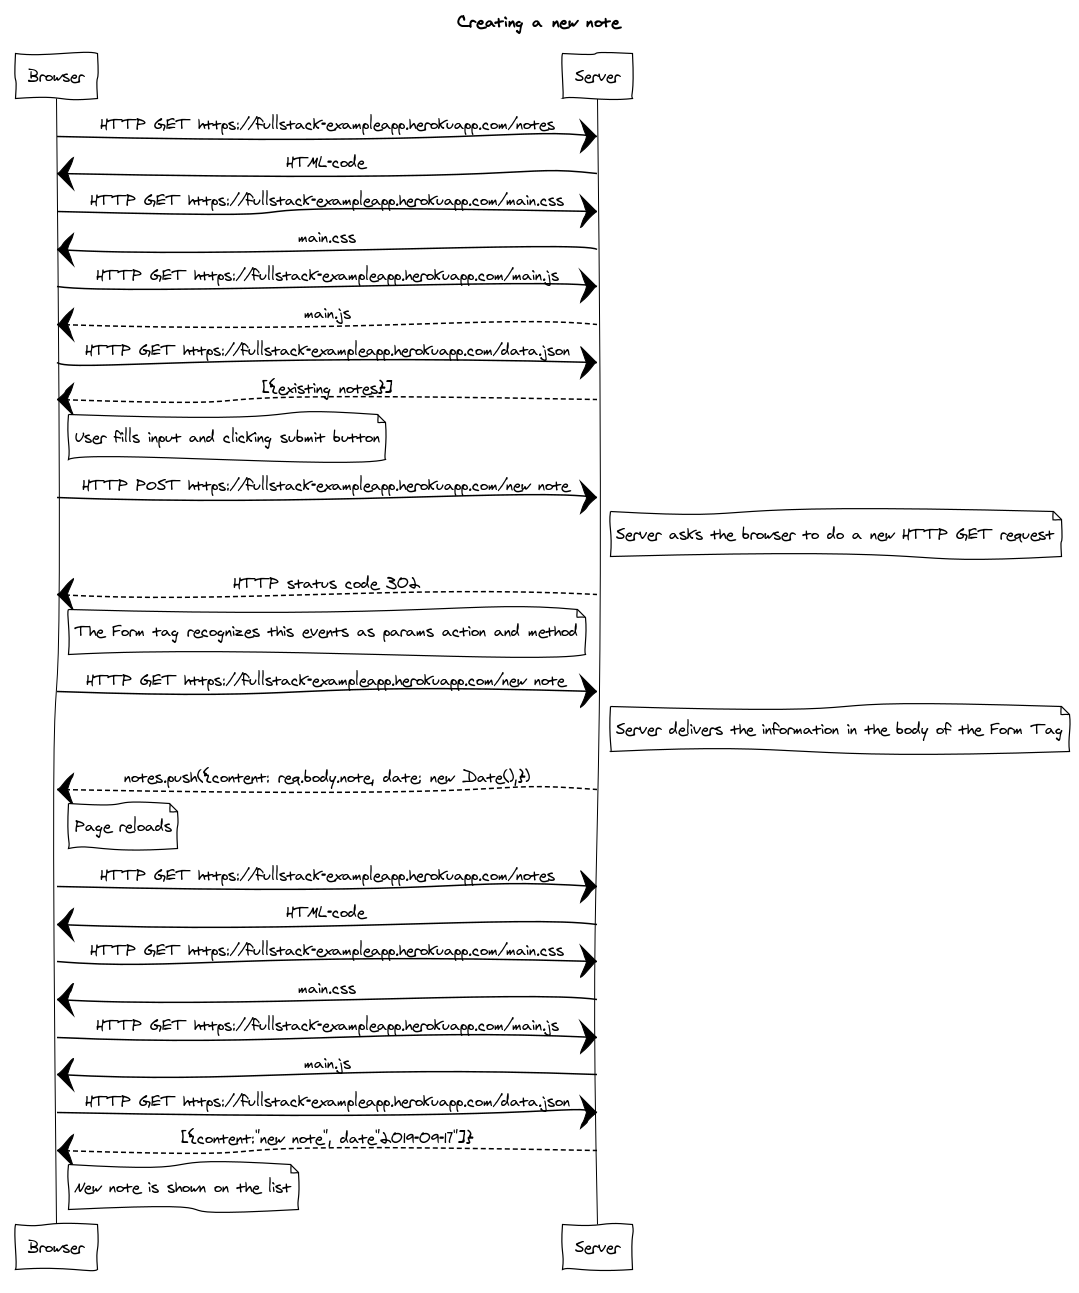 Creating a new note
Browser
Server
HTTP GET https://fullstack-exampleapp.herokuapp.com/notes
HTML-code
HTTP GET https://fullstack-exampleapp.herokuapp.com/main.css
main.css
HTTP GET https://fullstack-exampleapp.herokuapp.com/main.js
main.js
HTTP GET https://fullstack-exampleapp.herokuapp.com/data.json
[{existing notes}]
User fills input and clicking submit button
HTTP POST https://fullstack-exampleapp.herokuapp.com/new note
Server asks the browser to do a new HTTP GET request
HTTP status code 302
The Form tag recognizes this events as params action and method
HTTP GET https://fullstack-exampleapp.herokuapp.com/new note
Server delivers the information in the body of the Form Tag
notes.push({content: req.body.note, date: new Date(),})
Page reloads
HTTP GET https://fullstack-exampleapp.herokuapp.com/notes
HTML-code
HTTP GET https://fullstack-exampleapp.herokuapp.com/main.css
main.css
HTTP GET https://fullstack-exampleapp.herokuapp.com/main.js
main.js
HTTP GET https://fullstack-exampleapp.herokuapp.com/data.json
[{content:"new note", date"2019-09-17"]}
New note is shown on the list
Browser
Server